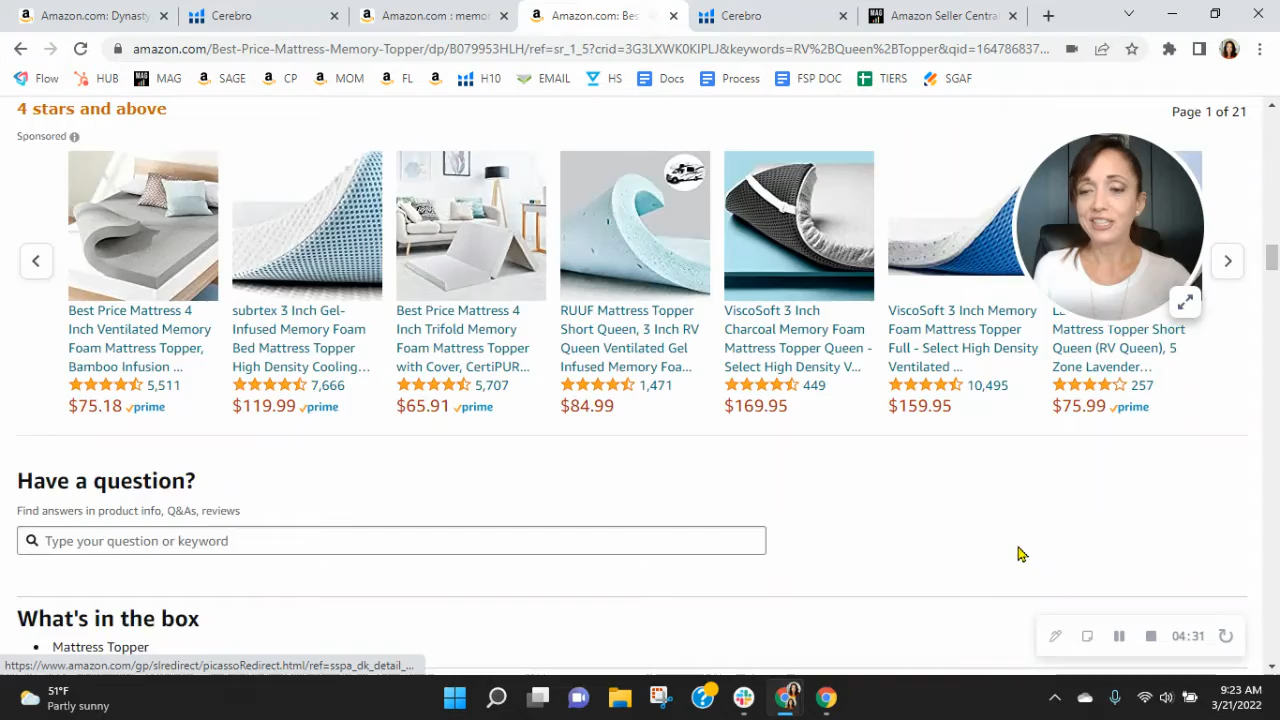 Amazon.com: Dynasty
Cerebro
Amazon.com : memor
Amazon.com: Bes
Cerebro
MAG
Amazon Seller Centra
amazon.com/Best-Price-Mattress-Memory-Topper/dp/B079953HLH/ref=sr_1_5?crid=3G3LXWK0KIPLJ&keywords=RV%2BQueen%2BTopper&qid=164786837...
Flow HUB MAG SAGE CP MOM FL H10 EMAIL HS Docs Process FSP DOC TIERS SGAF
4 stars and above
Page 1 of 21
Sponsored
Best Price Mattress 4
Inch Ventilated Memory
Foam Mattress Topper,
Bamboo Infusion ...
5,511
$75.18 prime
subrtex 3 Inch Gel-
Infused Memory Foam
Bed Mattress Topper
High Density Cooling...
7,666
$119.99 prime
Best Price Mattress 4
Inch Trifold Memory
Foam Mattress Topper
with Cover, CertiPUR...
5,707
$65.91 prime
RUUF Mattress Topper
Short Queen, 3 Inch RV
Queen Ventilated Gel
Infused Memory Foa...
1,471
$84.99
ViscoSoft 3 Inch
Charcoal Memory Foam
Mattress Topper Queen -
Select High Density V...
449
$169.95
ViscoSoft 3 Inch Memory
Foam Mattress Topper
Full - Select High Density
Ventilated ...
10,495
$159.95
Mattress Topper Short
Queen (RV Queen), 5
Zone Lavender...
257
$75.99 prime
Have a question?
Find answers in product info, Q&As, reviews
Type your question or keyword
What's in the box
Mattress Topper
04:31
https://www.amazon.com/gp/slredirect/picassoRedirect.html/ref=sspa_dk_detail_...
51°F
Partly sunny
9:23 AM
3/21/2022